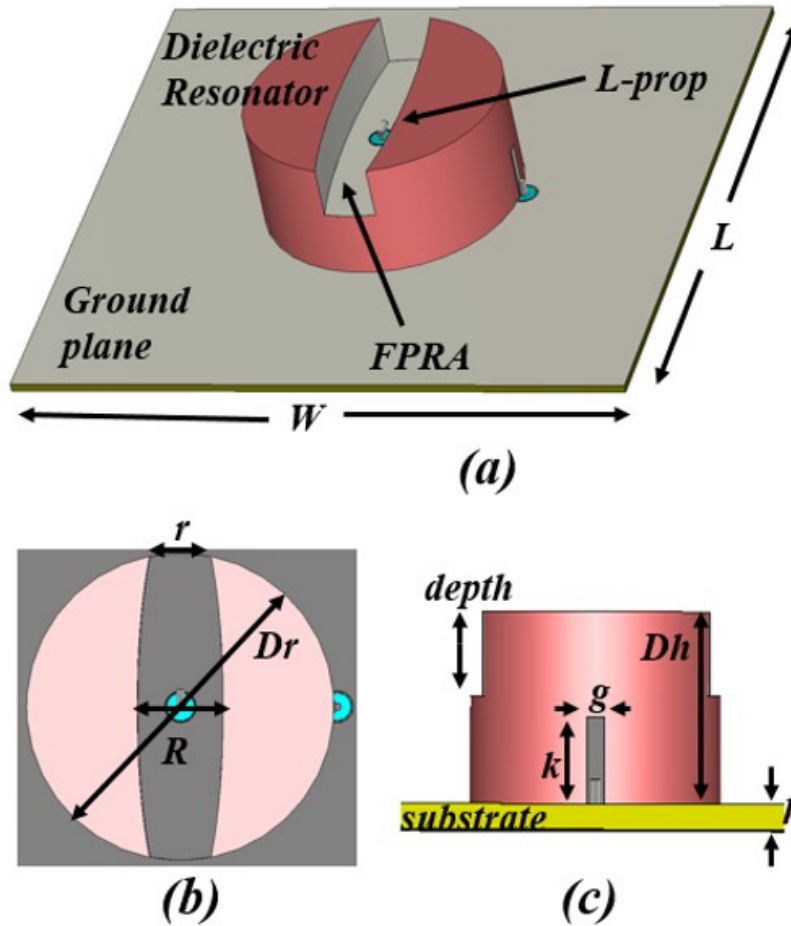 Dielectric
Resonator
L-prop
L
Ground
plane
FPRA
W
(a)
r
Dr
R
(b)
depth
Dh
g
k
substrate
(c)